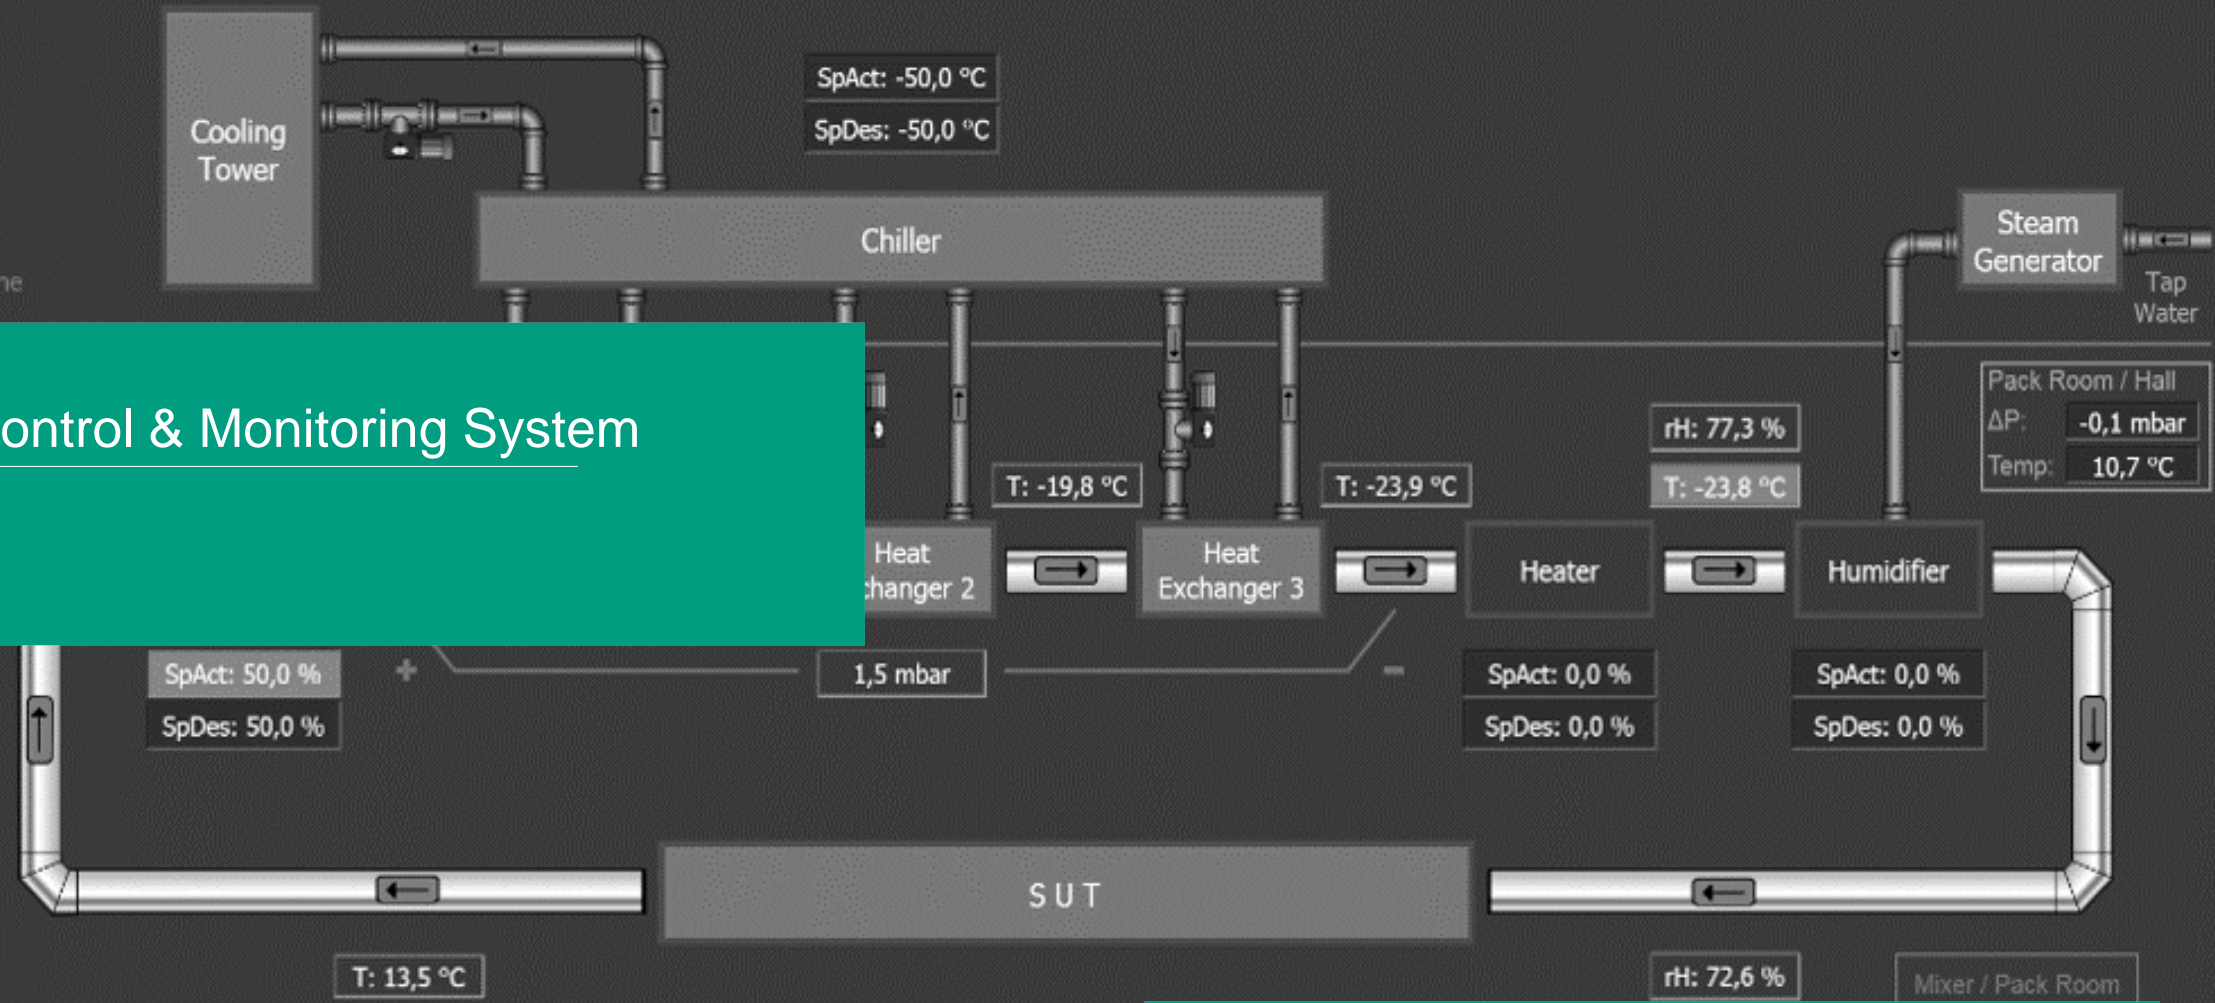 SpAct: -50,0 °C
SpDes: -50,0 °C
Cooling
Tower
Chiller
Steam
Generator
Tap
Water
Pack Room / Hall
ΔP: -0,1 mbar
Temp: 10,7 °C
ontrol & Monitoring System
rH: 77,3 %
T: -19,8 °C
T: -23,9 °C
T: -23,8 °C
Heat
changer 2
Heat
Exchanger 3
Heater
Humidifier
SpAct: 50,0 %
SpDes: 50,0 %
+
1,5 mbar
-
SpAct: 0,0 %
SpDes: 0,0 %
SpAct: 0,0 %
SpDes: 0,0 %
SUT
T: 13,5 °C
rH: 72,6 %
Mixer / Pack Room